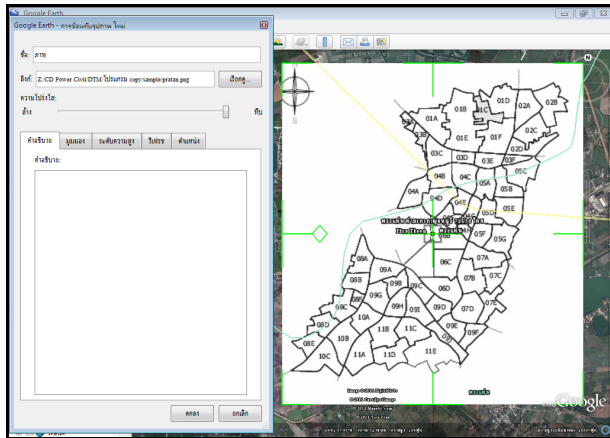 Google Earth
Google Earth - การซ้อนทับรูปภาพ ใหม่
ชื่อ: ภาพ
ลิงก์: Z:/CD Power Civil/DTM/โปรแกรม copy/sample/pratan.png เรียกดู...
ความโปร่งใส:
ล้าง ทึบ
คำอธิบาย มุมมอง ระดับความสูง รีเฟรช ตำแหน่ง
คำอธิบาย:
ตกลง ยกเลิก
N
S
01D
01B 01C 02A 02B
01A
03A
03B 01E 01F 02C
02D
03C 03D 03E 03F
05C
04B 04C 05A 05B
04A
04D 04E 05D 05E
05F 05G
08A 06C 07A
09A
08B 09B 09C 07B 07C
09G 06D
08C 08F 09H 09I 09D 07D 07E
08D 10A
11B 11C 09E 09F
08E 10B
10C 11A 11D 11E
Google